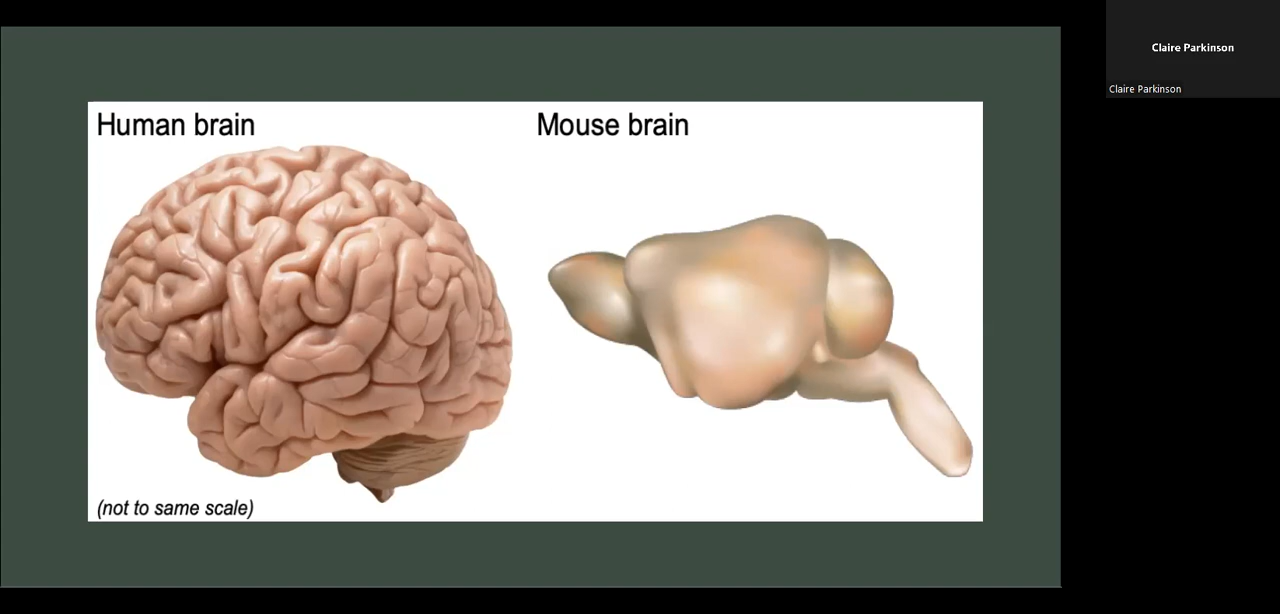 Human brain
Mouse brain
(not to same scale)
Claire Parkinson
Claire Parkinson